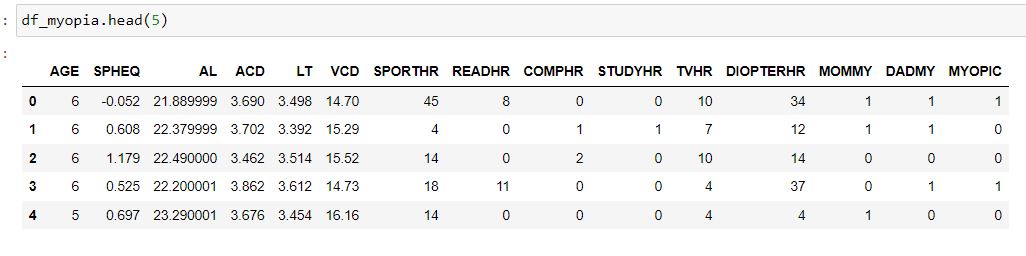 : df_myopia.head(5)
:
AGE SPHEQ AL ACD LT VCD SPORTHR READHR COMPHR STUDYHR TVHR DIOPTERHR MOMMY DADMY MYOPIC
0 6 -0.052 21.889999 3.690 3.498 14.70 45 8 0 0 10 34 1 1 1
1 6 0.608 22.379999 3.702 3.392 15.29 4 0 1 1 7 12 1 1 0
2 6 1.179 22.490000 3.462 3.514 15.52 14 0 2 0 10 14 0 0 0
3 6 0.525 22.200001 3.862 3.612 14.73 18 11 0 0 4 37 0 1 1
4 5 0.697 23.290001 3.676 3.454 16.16 14 0 0 0 4 4 1 0 0